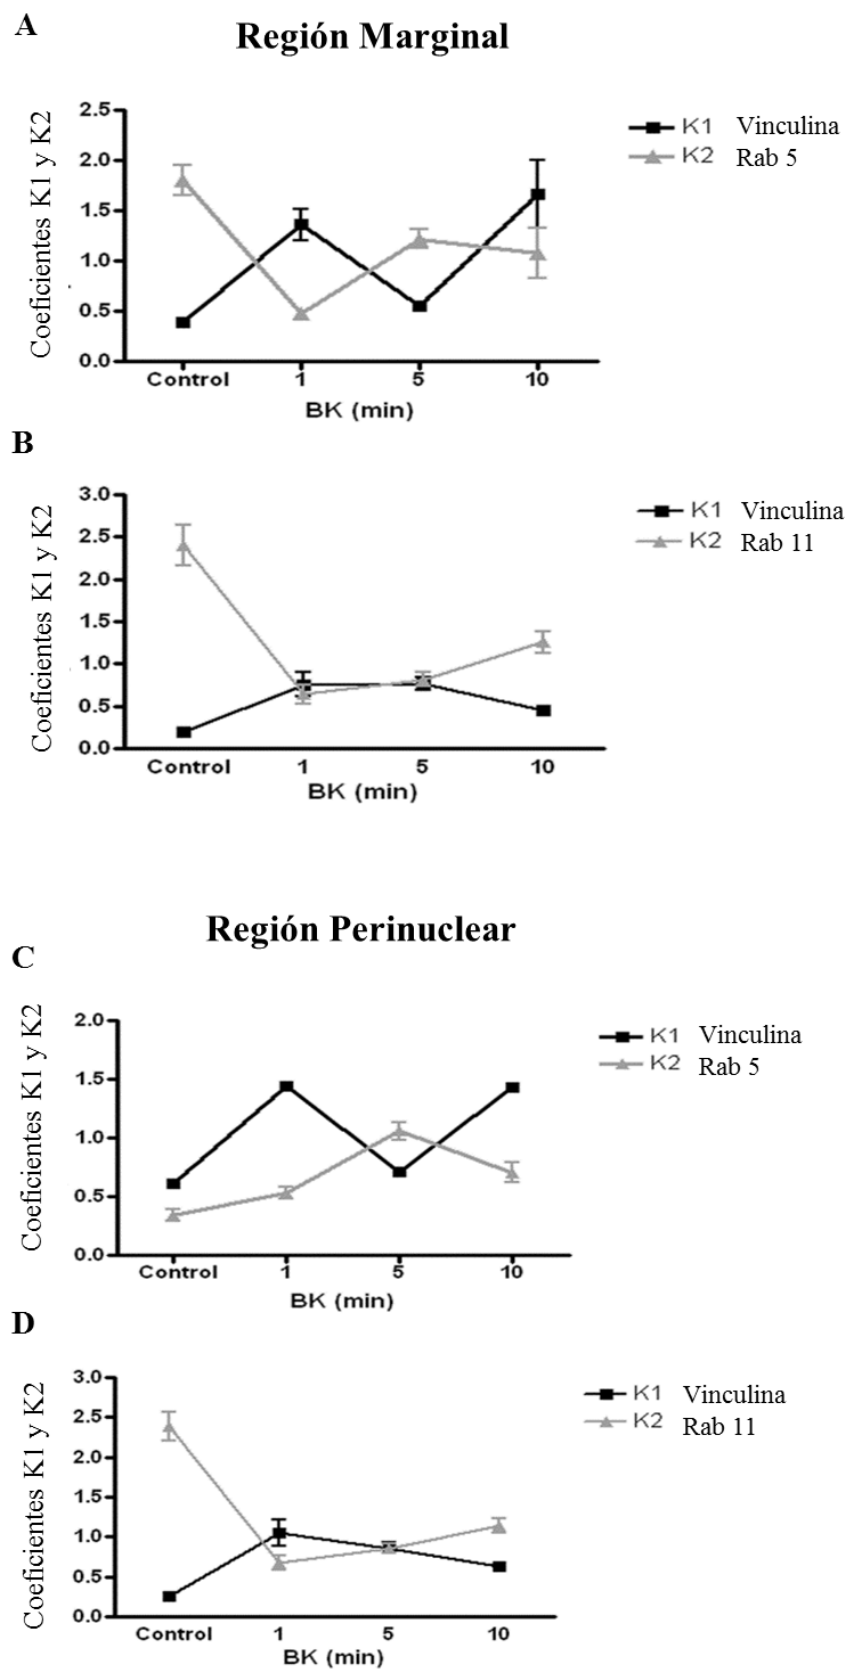 A
Región Marginal
Coeficientes K1 y K2
2.5
2.0
1.5
1.0
0.5
0.0
Control 1 5 10
BK (min)
K1 Vinculina
K2 Rab 5
B
Coeficientes K1 y K2
3.0
2.5
2.0
1.5
1.0
0.5
0.0
Control 1 5 10
BK (min)
K1 Vinculina
K2 Rab 11
Región Perinuclear
C
Coeficientes K1 y K2
2.0
1.5
1.0
0.5
0.0
Control 1 5 10
BK (min)
K1 Vinculina
K2 Rab 5
D
Coeficientes K1 y K2
3.0
2.5
2.0
1.5
1.0
0.5
0.0
Control 1 5 10
BK (min)
K1 Vinculina
K2 Rab 11